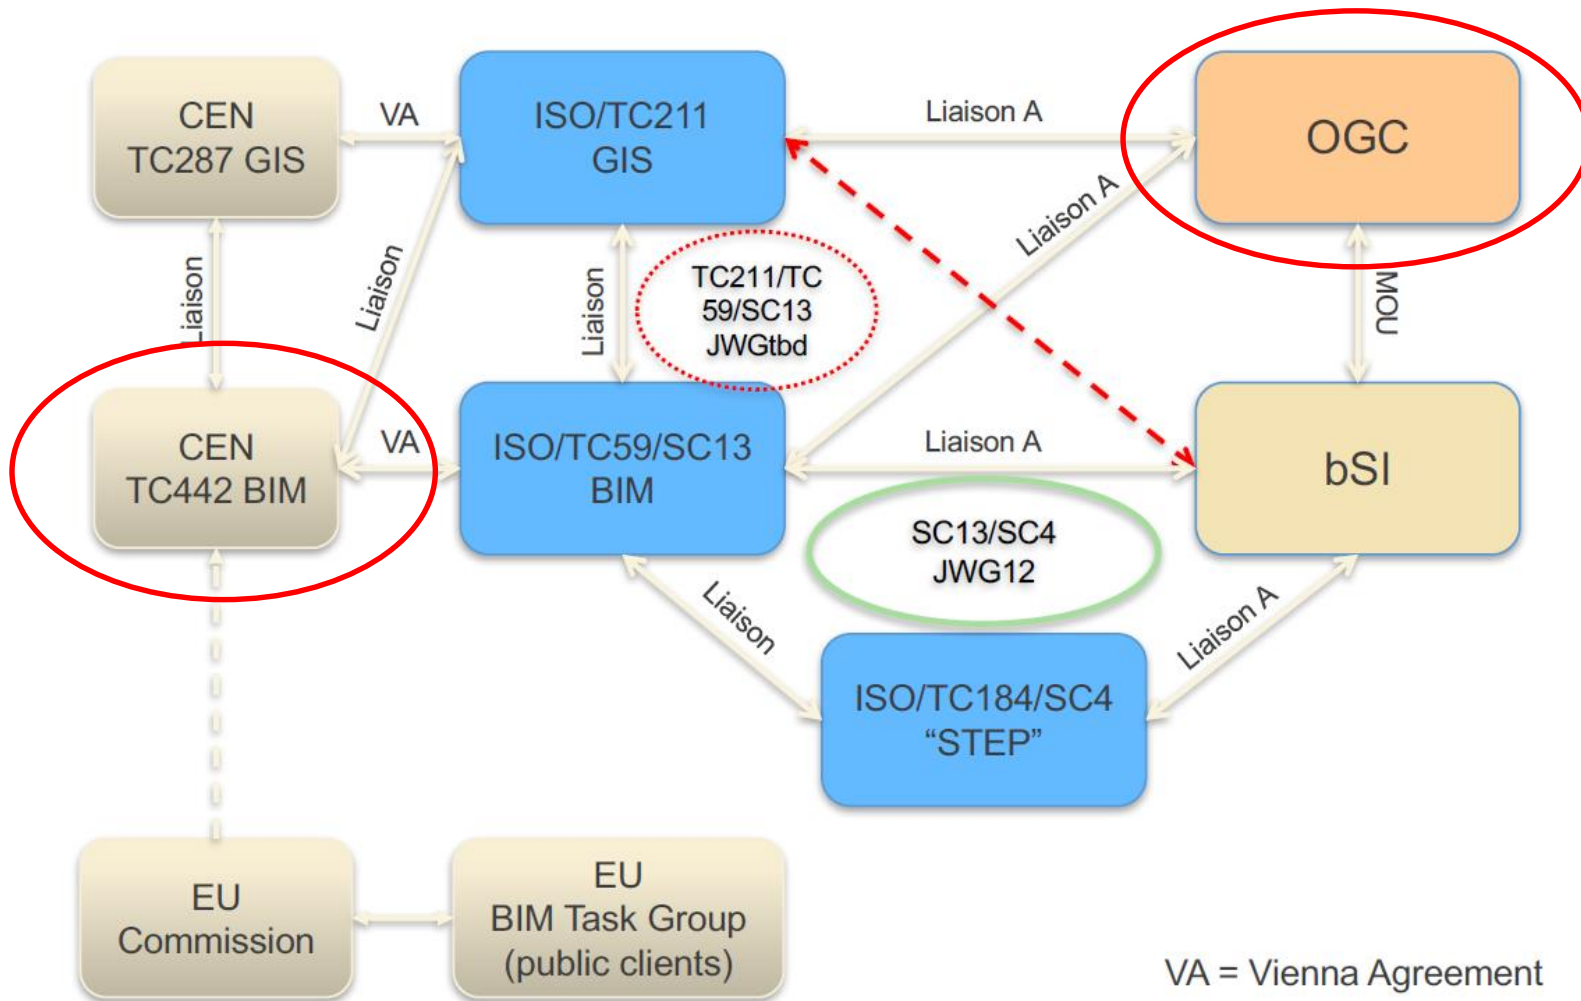 CEN
TC287 GIS
VA
ISO/TC211
GIS
Liaison A
OGC
Liaison
Liaison
Liaison
TC211/TC
59/SC13
JWGtbd
Liaison A
MOU
CEN
TC442 BIM
VA
ISO/TC59/SC13
BIM
Liaison A
bSI
SC13/SC4
JWG12
Liaison
Liaison A
ISO/TC184/SC4
“STEP”
EU
Commission
EU
BIM Task Group
(public clients)
VA = Vienna Agreement